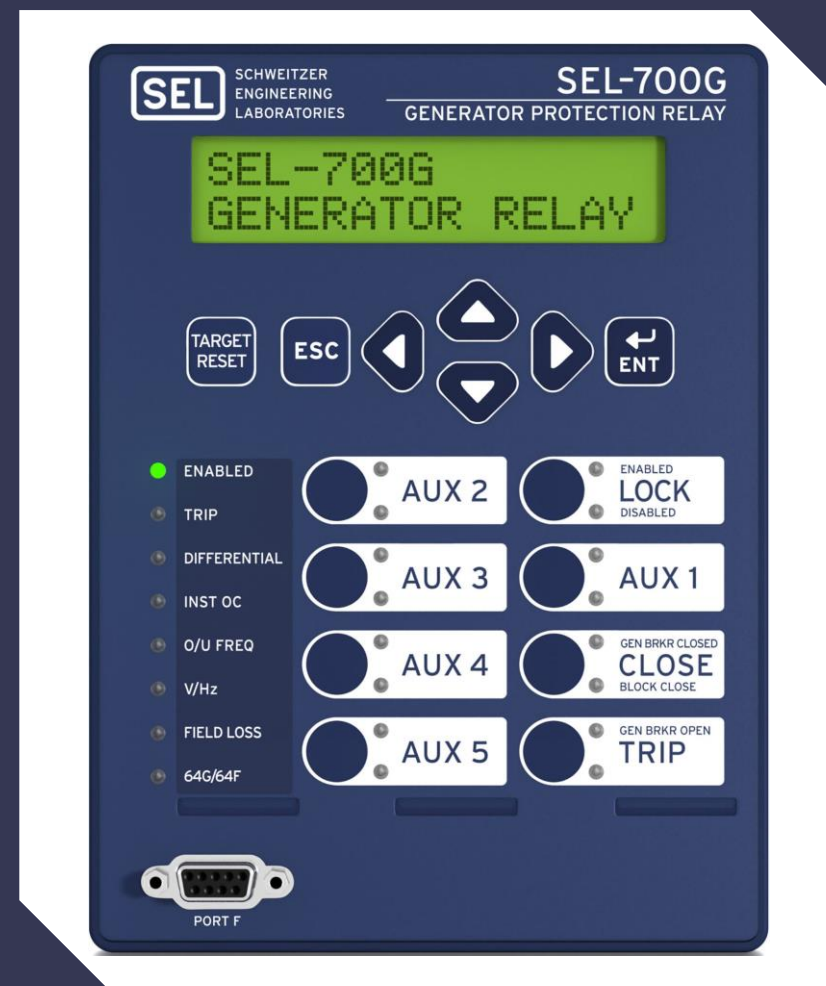 SEL
SCHWEITZER
ENGINEERING
LABORATORIES
SEL-700G
GENERATOR PROTECTION RELAY
SEL-700G
GENERATOR RELAY
TARGET
RESET
ESC
ENT
ENABLED
TRIP
DIFFERENTIAL
INST OC
O/U FREQ
V/Hz
FIELD LOSS
64G/64F
AUX 2
AUX 3
AUX 4
AUX 5
ENABLED
LOCK
DISABLED
AUX 1
GEN BRKR CLOSED
CLOSE
BLOCK CLOSE
GEN BRKR OPEN
TRIP
PORT F